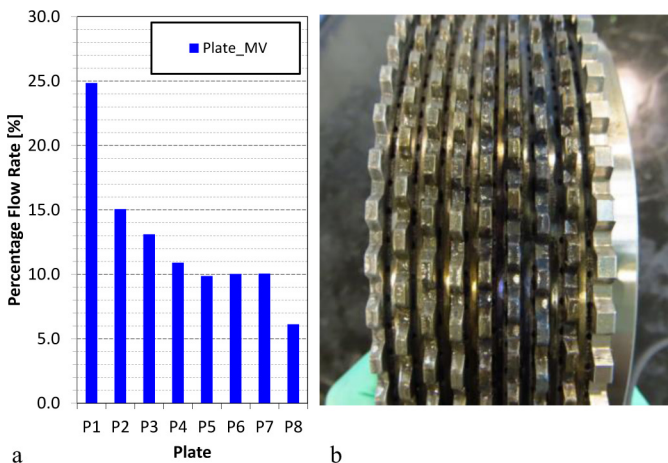 30.0
25.0
20.0
15.0
10.0
5.0
0.0
Percentage Flow Rate [%]
Plate_MV
P1 P2 P3 P4 P5 P6 P7 P8
Plate
a
b